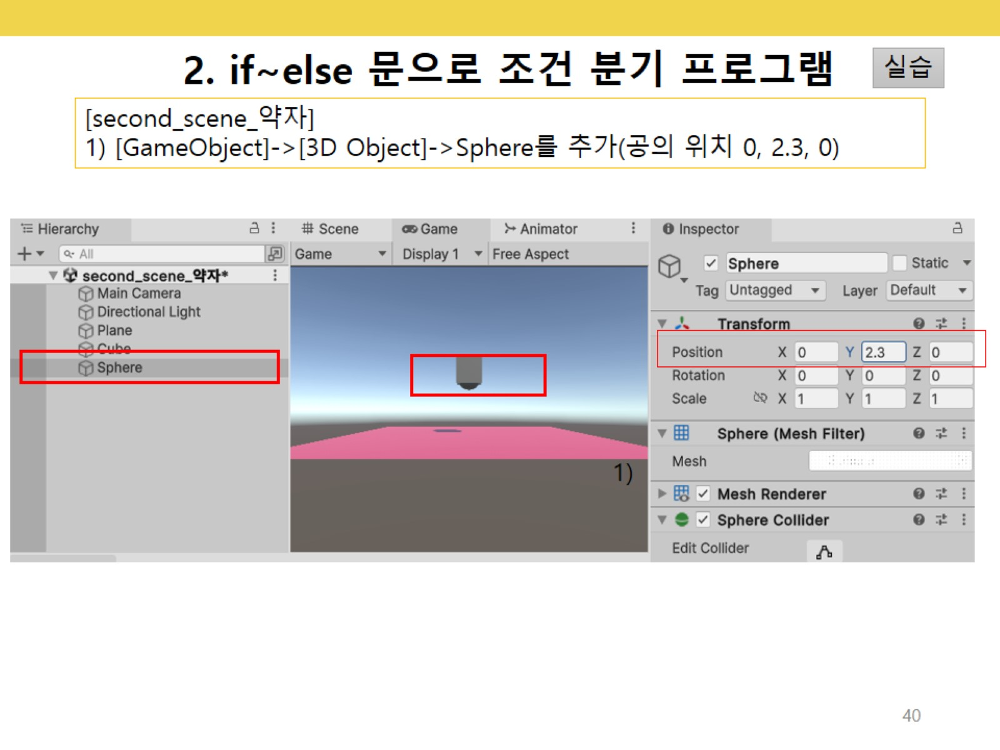 2. if~else 문으로 조건 분기 프로그램
실습
[second_scene_약자]
1) [GameObject]->[3D Object]->Sphere를 추가(공의 위치 0, 2.3, 0)
Hierarchy
All
second_scene_약자*
Main Camera
Directional Light
Plane
Cube
Sphere
Scene Game Animator
Game Display 1 Free Aspect
1)
Inspector
Sphere Static
Tag Untagged Layer Default
Transform
Position X 0 Y 2.3 Z 0
Rotation X 0 Y 0 Z 0
Scale X 1 Y 1 Z 1
Sphere (Mesh Filter)
Mesh
Mesh Renderer
Sphere Collider
Edit Collider
40